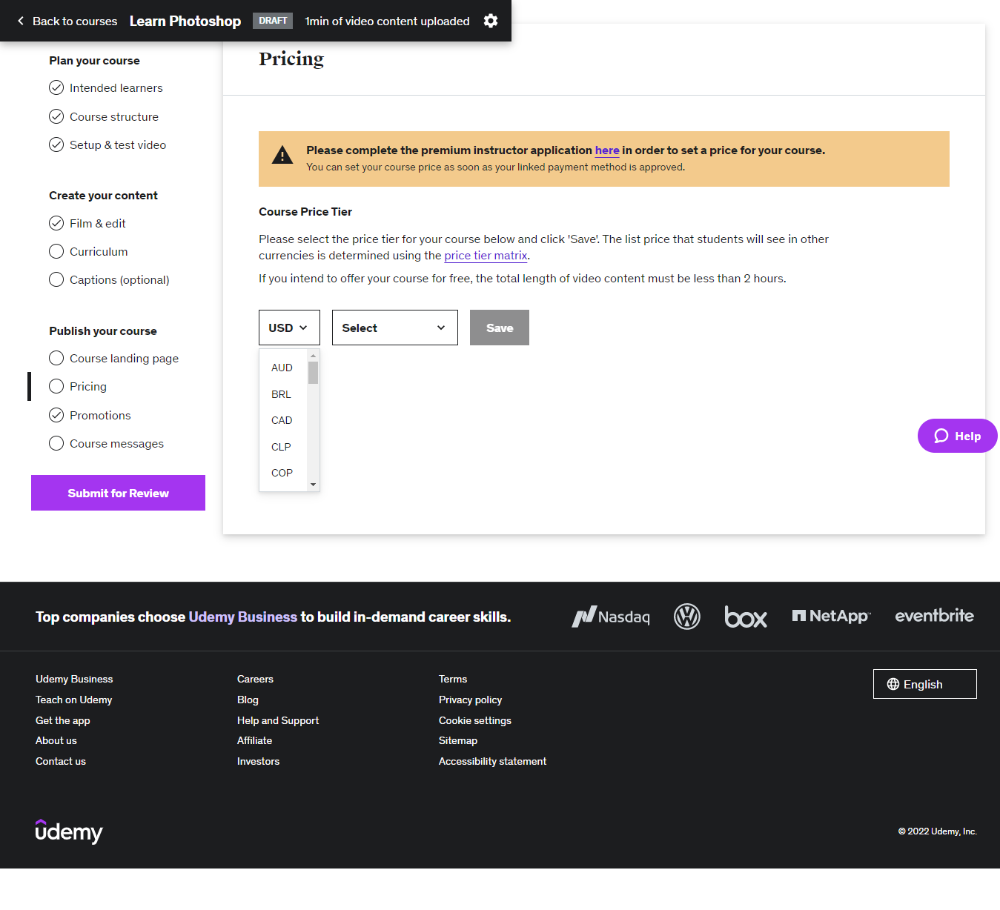 Back to courses Learn Photoshop DRAFT 1min of video content uploaded
Plan your course
Intended learners
Course structure
Setup & test video
Create your content
Film & edit
Curriculum
Captions (optional)
Publish your course
Course landing page
Pricing
Promotions
Course messages
Submit for Review
Pricing
Please complete the premium instructor application here in order to set a price for your course.
You can set your course price as soon as your linked payment method is approved.
Course Price Tier
Please select the price tier for your course below and click 'Save'. The list price that students will see in other
currencies is determined using the price tier matrix.
If you intend to offer your course for free, the total length of video content must be less than 2 hours.
USD Select Save
AUD
BRL
CAD
CLP
COP
Help
Top companies choose Udemy Business to build in-demand career skills.
Nasdaq box NetApp eventbrite
Udemy Business
Teach on Udemy
Get the app
About us
Contact us
Careers
Blog
Help and Support
Affiliate
Investors
Terms
Privacy policy
Cookie settings
Sitemap
Accessibility statement
English
udemy
© 2022 Udemy, Inc.